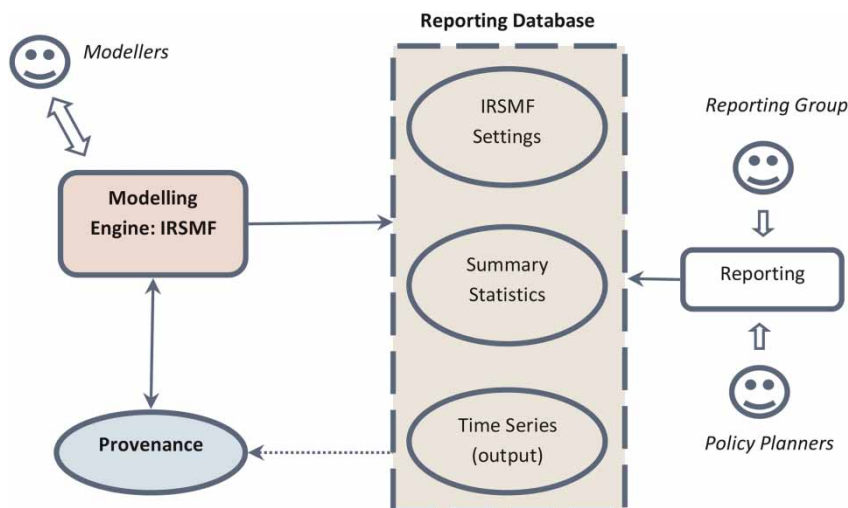 Reporting Database
Modellers
IRSMF
Settings
Reporting Group
Modelling
Engine: IRSMF
Summary
Statistics
Reporting
Provenance
Time Series
(output)
Policy Planners